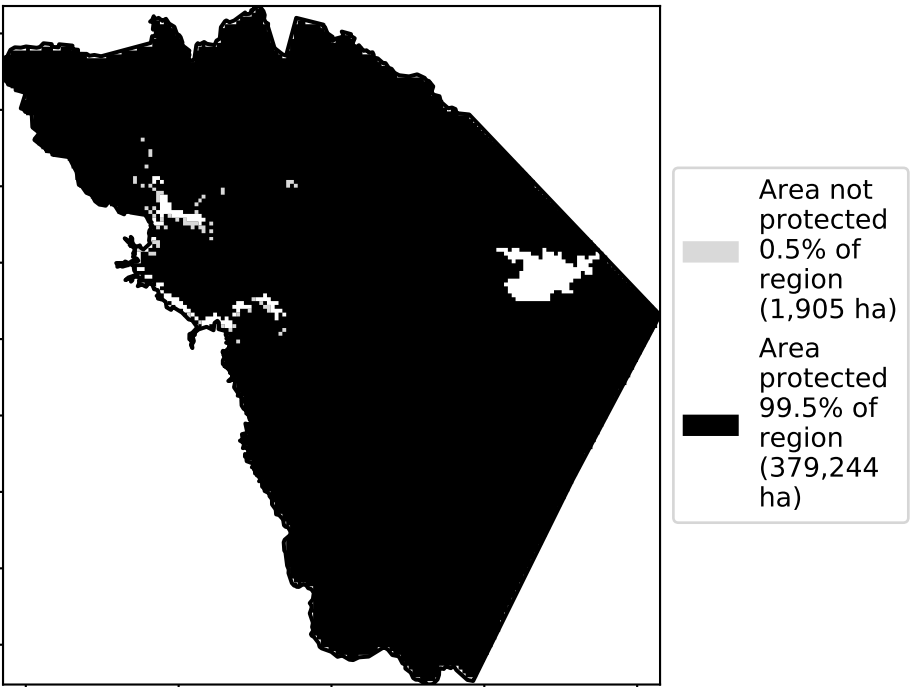 Area not
protected
0.5% of
region
(1,905 ha)
Area
protected
99.5% of
region
(379,244
ha)